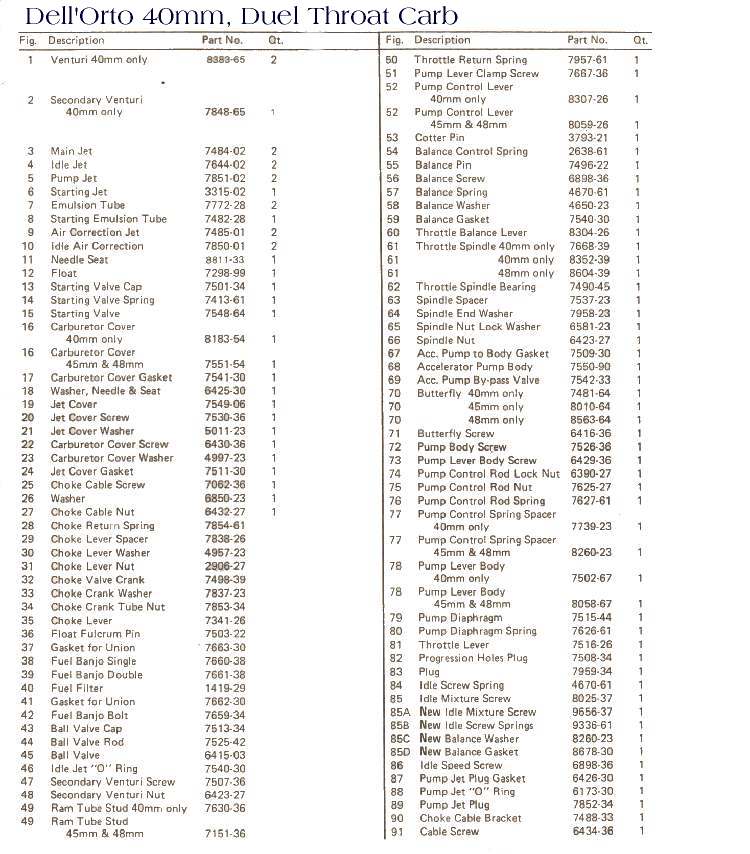 Dell'Orto 40mm, Duel Throat Carb
Fig. Description Part No. Qt.
1 Venturi 40mm only 8383-65 2
2 Secondary Venturi
40mm only 7848-65 1
3 Main Jet 7484-02 2
4 Idle Jet 7644-02 2
5 Pump Jet 7851-02 2
6 Starting Jet 3315-02 1
7 Emulsion Tube 7772-28 2
8 Starting Emulsion Tube 7482-28 1
9 Air Correction Jet 7485-01 2
10 Idle Air Correction 7850-01 2
11 Needle Seat 8811-33 1
12 Float 7298-99 1
13 Starting Valve Cap 7501-34 1
14 Starting Valve Spring 7413-61 1
15 Starting Valve 7548-64 1
16 Carburetor Cover
40mm only 8183-54 1
16 Carburetor Cover
45mm & 48mm 7551-54 1
17 Carburetor Cover Gasket 7541-30 1
18 Washer, Needle & Seat 6425-30 1
19 Jet Cover 7549-06 1
20 Jet Cover Screw 7530-36 1
21 Jet Cover Washer 5011-23 1
22 Carburetor Cover Screw 6430-36 1
23 Carburetor Cover Washer 4997-23 1
24 Jet Cover Gasket 7511-30 1
25 Choke Cable Screw 7062-36 1
26 Washer 6850-23 1
27 Choke Cable Nut 6432-27 1
28 Choke Return Spring 7854-61
29 Choke Lever Spacer 7838-26
30 Choke Lever Washer 4957-23
31 Choke Lever Nut 2906-27
32 Choke Valve Crank 7498-39
33 Choke Crank Washer 7837-23
34 Choke Crank Tube Nut 7853-34
35 Choke Lever 7341-26
36 Float Fulcrum Pin 7503-22
37 Gasket for Union 7663-30
38 Fuel Banjo Single 7660-38
39 Fuel Banjo Double 7661-38
40 Fuel Filter 1419-29
41 Gasket for Union 7662-30
42 Fuel Banjo Bolt 7659-34
43 Ball Valve Cap 7513-34
44 Ball Valve Rod 7525-42
45 Ball Valve 6415-03
46 Idle Jet "O" Ring 7540-30
47 Secondary Venturi Screw 7507-36
48 Secondary Venturi Nut 6423-27
49 Ram Tube Stud 40mm only 7630-36
49 Ram Tube Stud
45mm & 48mm 7151-36
Fig. Description Part No. Qt.
50 Throttle Return Spring 7957-61 1
51 Pump Lever Clamp Screw 7667-36 1
52 Pump Control Lever
40mm only 8307-26 1
52 Pump Control Lever
45mm & 48mm 8059-26 1
53 Cotter Pin 3793-21 1
54 Balance Control Spring 2638-61 1
55 Balance Pin 7496-22 1
56 Balance Screw 6898-36 1
57 Balance Spring 4670-61 1
58 Balance Washer 4650-23 1
59 Balance Gasket 7540-30 1
60 Throttle Balance Lever 8304-26 1
61 Throttle Spindle 40mm only 7668-39 1
61 40mm only 8352-39 1
61 48mm only 8604-39 1
62 Throttle Spindle Bearing 7490-45 1
63 Spindle Spacer 7537-23 1
64 Spindle End Washer 7958-23 1
65 Spindle Nut Lock Washer 6581-23 1
66 Spindle Nut 6423-27 1
67 Acc. Pump to Body Gasket 7509-30 1
68 Accelerator Pump Body 7550-90 1
69 Acc. Pump By-pass Valve 7542-33 1
70 Butterfly 40mm only 7481-64 1
70 45mm only 8010-64 1
70 48mm only 8563-64 1
71 Butterfly Screw 6416-36 1
72 Pump Body Screw 7526-36 1
73 Pump Lever Body Screw 6429-36 1
74 Pump Control Rod Lock Nut 6390-27 1
75 Pump Control Rod Nut 7625-27 1
76 Pump Control Rod Spring 7627-61 1
77 Pump Control Spring Spacer
40mm only 7739-23 1
77 Pump Control Spring Spacer
45mm & 48mm 8260-23 1
78 Pump Lever Body
40mm only 7502-67 1
78 Pump Lever Body
45mm & 48mm 8058-67 1
79 Pump Diaphragm 7515-44 1
80 Pump Diaphragm Spring 7626-61 1
81 Throttle Lever 7516-26 1
82 Progression Holes Plug 7508-34 1
83 Plug 7959-34 1
84 Idle Screw Spring 4670-61 1
85 Idle Mixture Screw 8025-37 1
85A New Idle Mixture Screw 9656-37 1
85B New Idle Screw Springs 9336-61 1
85C New Balance Washer 8260-23 1
85D New Balance Gasket 8678-30 1
86 Idle Speed Screw 6898-36 1
87 Pump Jet Plug Gasket 6426-30 1
88 Pump Jet "O" Ring 6173-30 1
89 Pump Jet Plug 7852-34 1
90 Choke Cable Bracket 7488-33 1
91 Cable Screw 6434-36 1